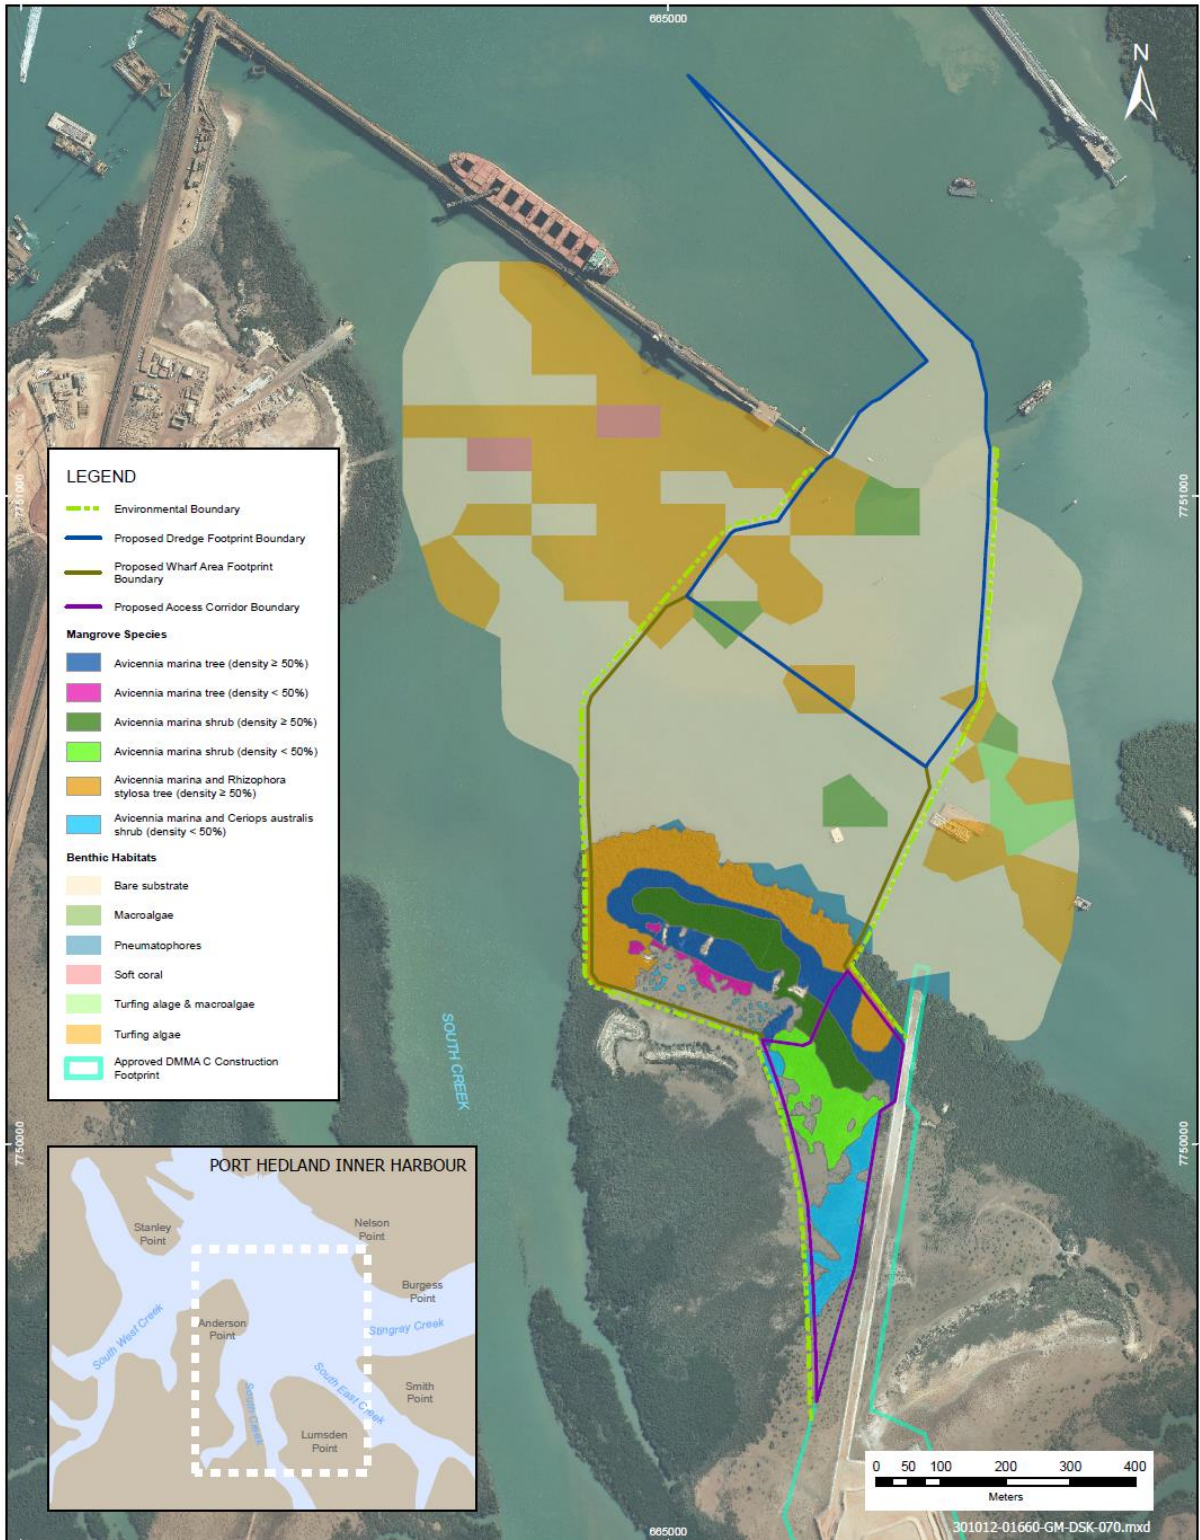 665000
N
LEGEND
Environmental Boundary
Proposed Dredge Footprint Boundary
Proposed Wharf Area Footprint
Boundary
Proposed Access Corridor Boundary
Mangrove Species
Avicennia marina tree (density ≥ 50%)
Avicennia marina tree (density < 50%)
Avicennia marina shrub (density ≥ 50%)
Avicennia marina shrub (density < 50%)
Avicennia marina and Rhizophora
stylosa tree (density ≥ 50%)
Avicennia marina and Ceriops australis
shrub (density < 50%)
Benthic Habitats
Bare substrate
Macroalgae
Pneumatophores
Soft coral
Turfing alage & macroalgae
Turfing algae
Approved DMMA C Construction
Footprint
7751000
7751000
SOUTH CREEK
7750000
7750000
PORT HEDLAND INNER HARBOUR
Stanley
Point
Nelson
Point
Burgess
Point
Anderson
Point
Stingray Creek
South West Creek
South East Creek
South Creek
Smith
Point
Lumsden
Point
0 50 100 200 300 400
Meters
665000
301012-01660-GM-DSK-070.mxd